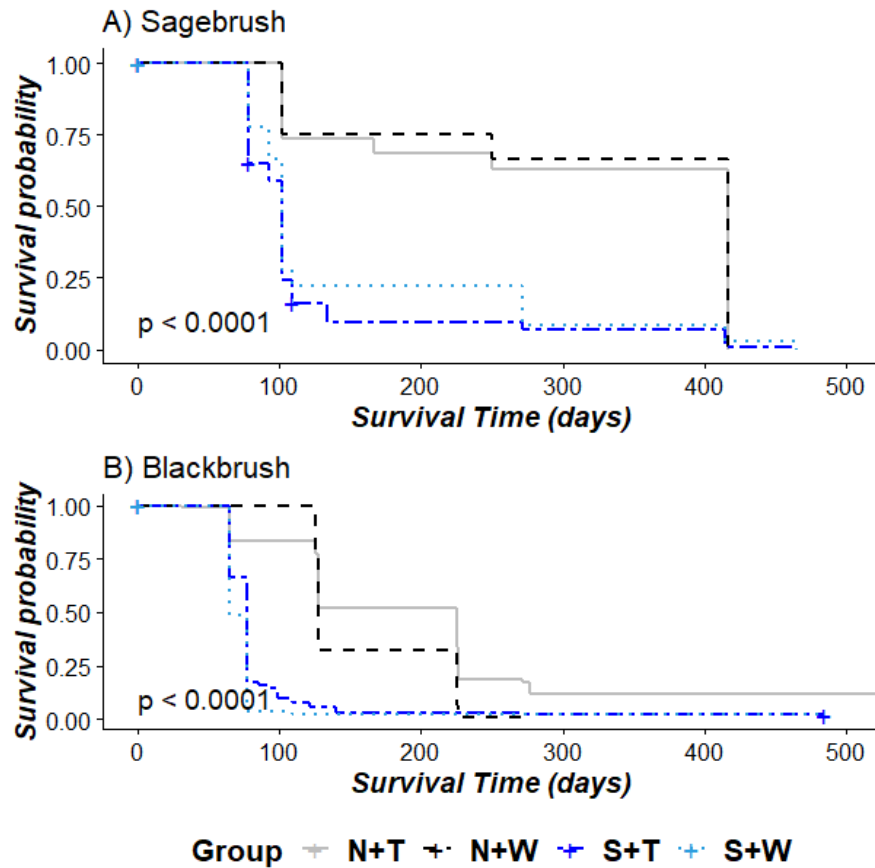 A) Sagebrush
Survival probability
1.00
0.75
0.50
0.25
0.00
p < 0.0001
0 100 200 300 400 500
Survival Time (days)
B) Blackbrush
Survival probability
1.00
0.75
0.50
0.25
0.00
p < 0.0001
0 100 200 300 400 500
Survival Time (days)
Group N+T N+W S+T S+W